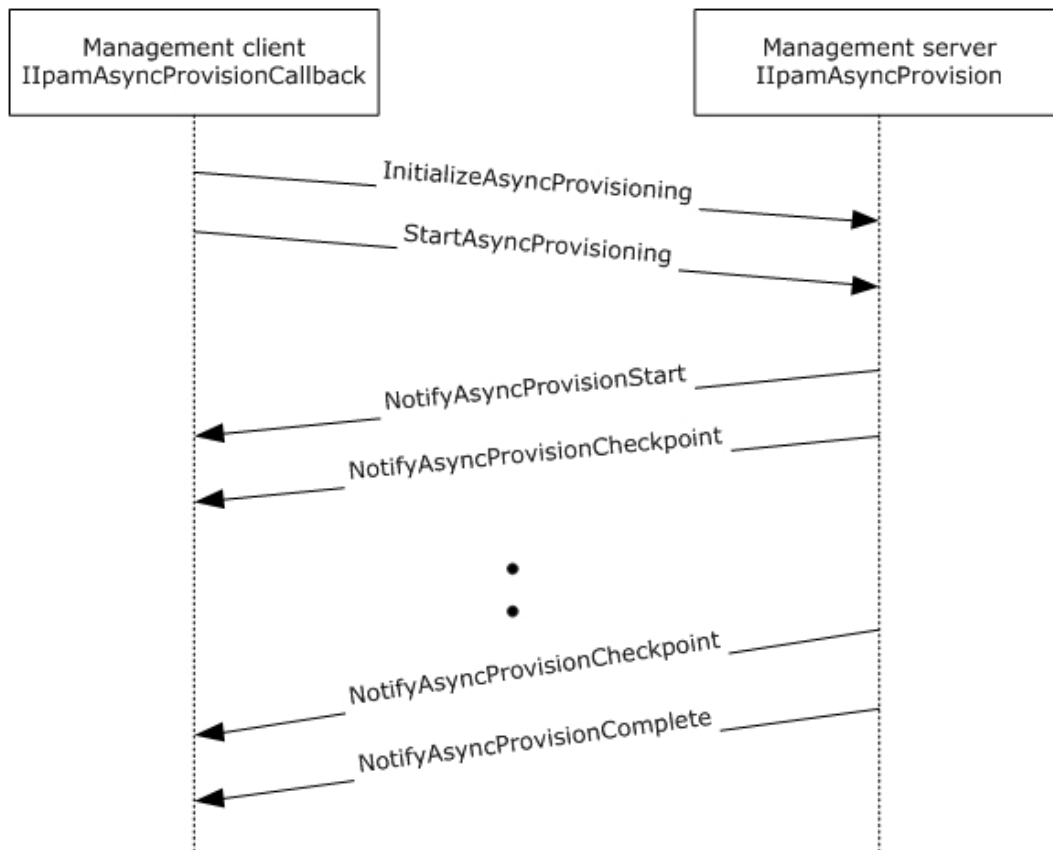 Management client
IIpamAsyncProvisionCallback
Management server
IIpamAsyncProvision
InitializeAsyncProvisioning
StartAsyncProvisioning
NotifyAsyncProvisionStart
NotifyAsyncProvisionCheckpoint
NotifyAsyncProvisionCheckpoint
NotifyAsyncProvisionComplete